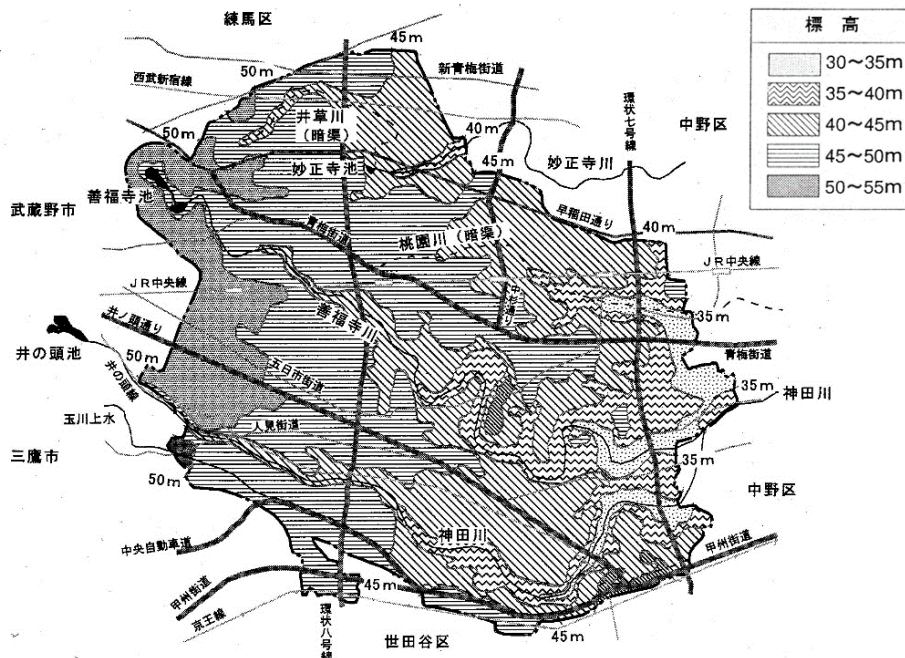 練馬区
45m
50m
西武新宿線
新青梅街道
井草川
（暗渠）
40m
環状七号線
中野区
50m
妙正寺池
45m
妙正寺川
善福寺池
武蔵野市
青梅街道
早稲田通り
桃園川（暗渠）
40m
JR中央線
JR中央線
中杉通り
35m
井ノ頭通り
善福寺川
井の頭池
青梅街道
50m
五日市街道
35m
神田川
井の頭線
玉川上水
人見街道
三鷹市
35m
50m
中野区
中央自動車道
神田川
甲州街道
甲州街道
45m
京王線
環状八号線
世田谷区
45m
標高
30～35m
35～40m
40～45m
45～50m
50～55m